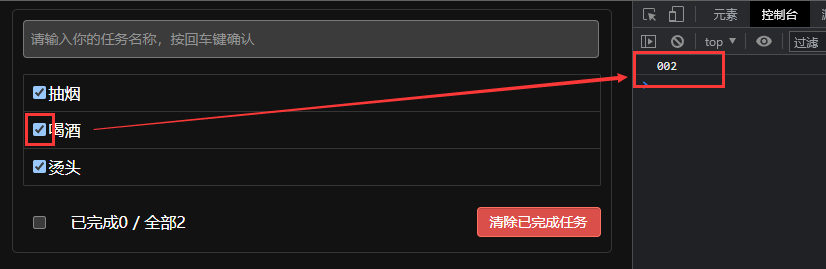 请输入你的任务名称，按回车键确认
抽烟
喝酒
烫头
已完成0 / 全部2
清除已完成任务
元素
控制台
top
过滤
002